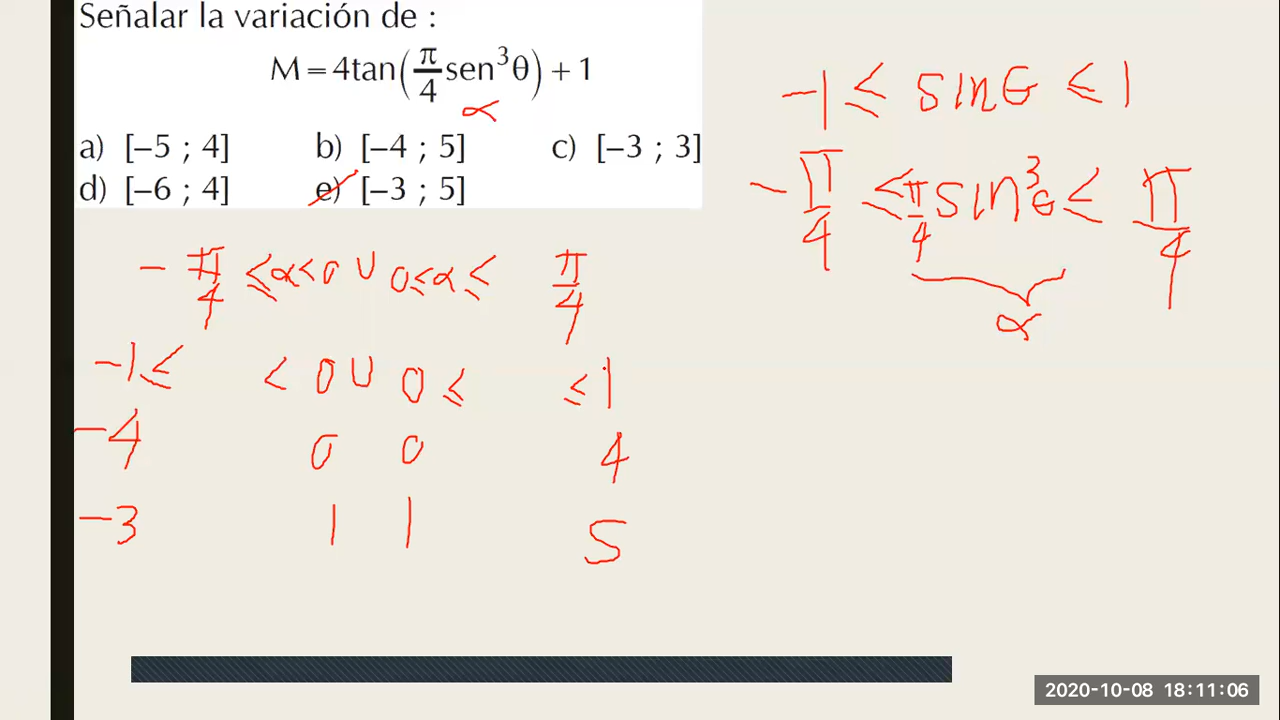 Señalar la variación de :
M = 4tan(π/4 sen³θ) + 1
α
a) [–5 ; 4] b) [–4 ; 5] c) [–3 ; 3]
d) [–6 ; 4] e) [–3 ; 5]
-1 ≤ sinθ ≤ 1
-π/4 ≤ π/4 sin³θ ≤ π/4
α
-π/4 ≤ α < 0 ∪ 0 ≤ α ≤ π/4
-1 ≤ < 0 ∪ 0 ≤ ≤ 1
-4 0 0 4
-3 1 1 5
2020-10-08 18:11:06